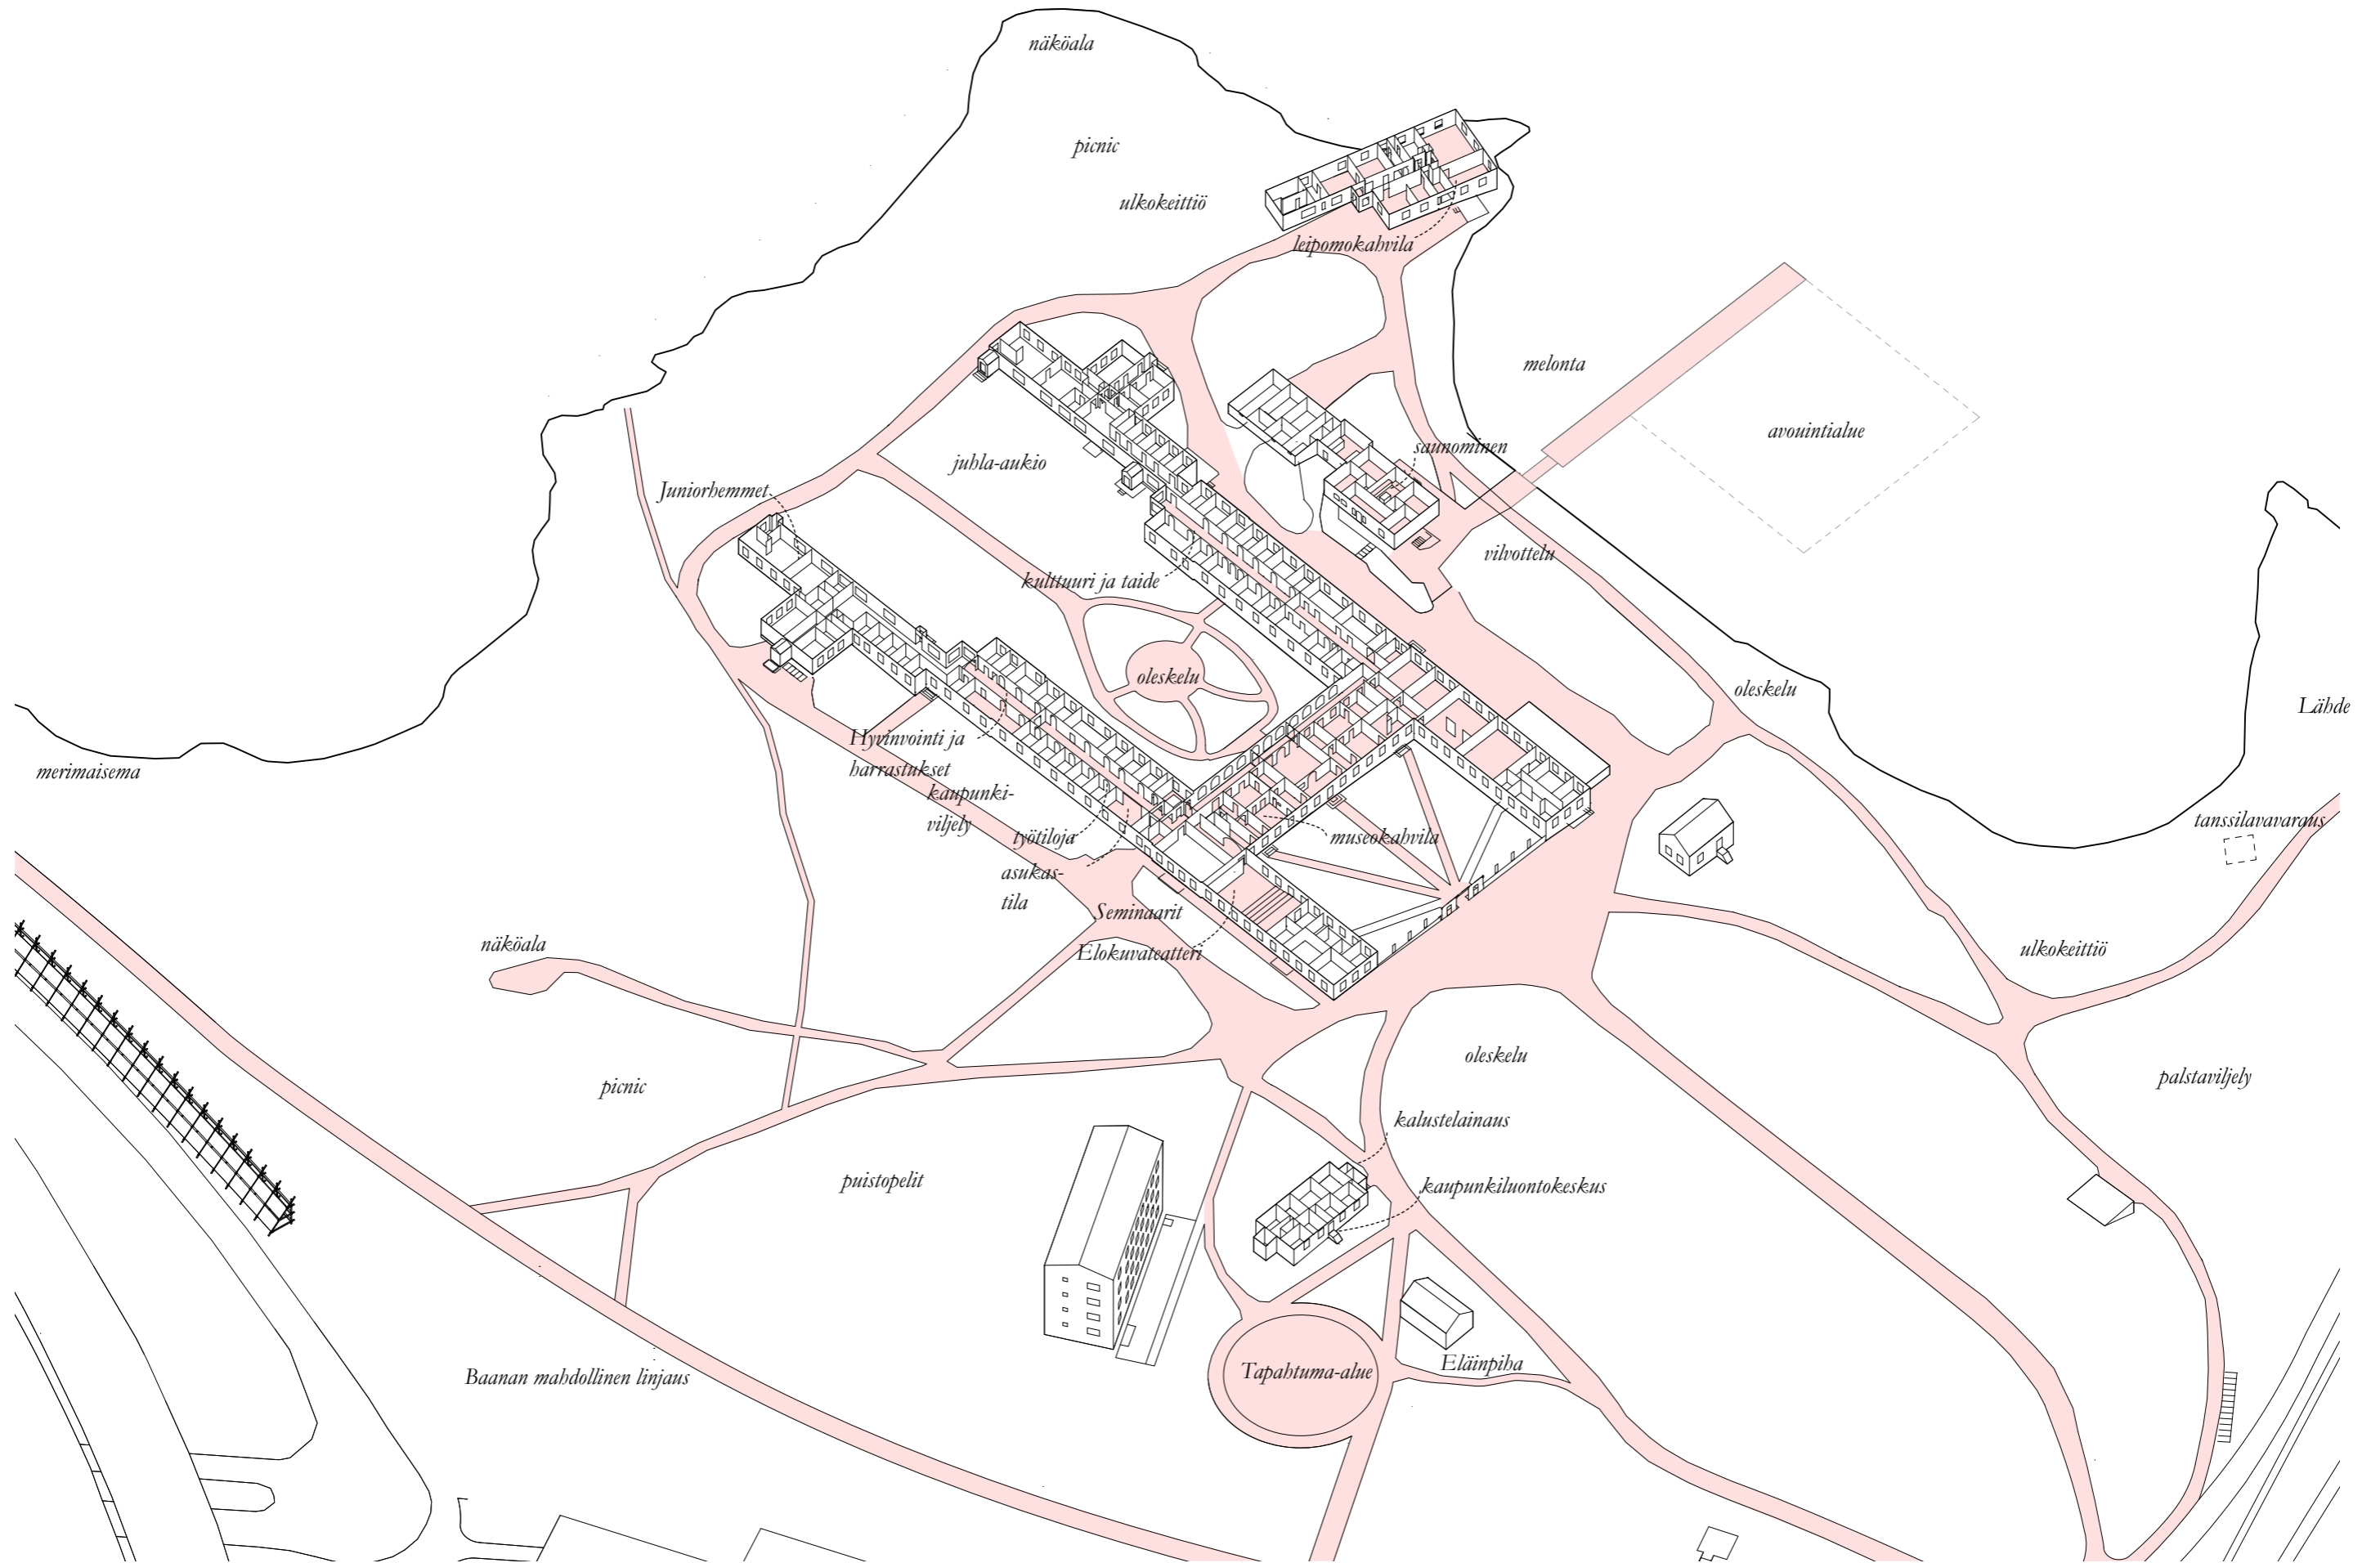 näköala
picnic
ulkokeittiö
leipomokahvila
melonta
avouintialue
saunominen
juhla-aukio
Juniorhemmet
vilvottelu
kulttuuri ja taide
oleskelu
oleskelu
Lähde
Hyvinvointi ja
harrastukset
merimaisema
kaupunki-
viljely
työtiloja
museokahvila
tanssilavavaraus
asukas-
tila
Seminaarit
Elokuvateatteri
näköala
ulkokeittiö
oleskelu
picnic
palstaviljely
kalustelainaus
puistopelit
kaupunkiluontokeskus
Eläinpiha
Tapahtuma-alue
Baanan mahdollinen linjaus